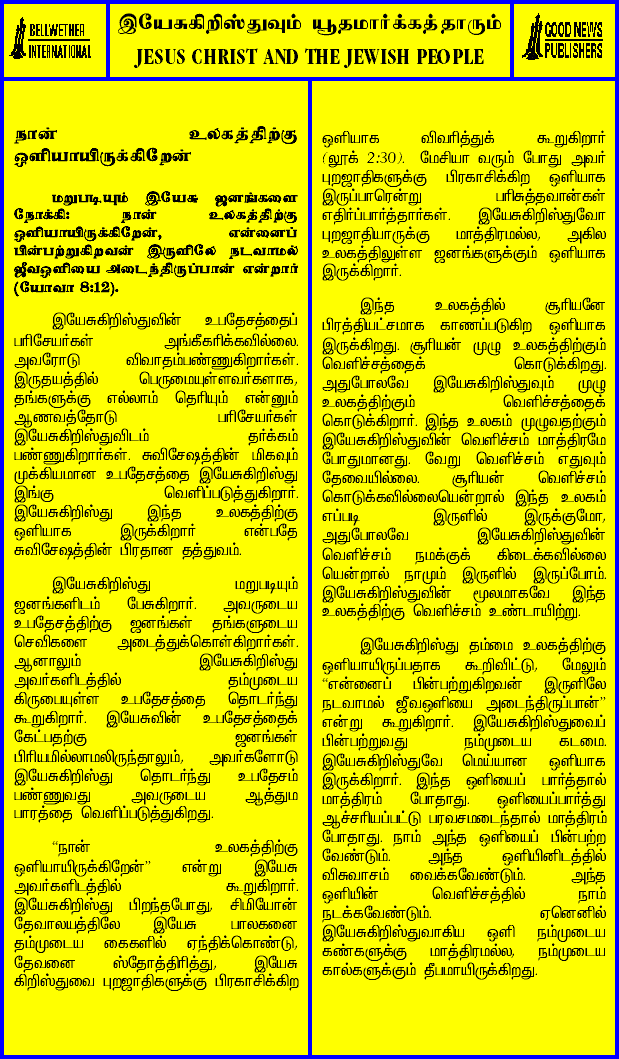 BELLWETHER
INTERNATIONAL
இயேசுகிறிஸ்துவும் யூதமார்க்கத்தாரும்
JESUS CHRIST AND THE JEWISH PEOPLE
GOOD NEWS
PUBLISHERS
நான் உலகத்திற்கு
ஒளியாயிருக்கிறேன்
மறுபடியும் இயேசு ஜனங்களை
நோக்கி: நான் உலகத்திற்கு
ஒளியாயிருக்கிறேன், என்னைப்
பின்பற்றுகிறவன் இருளிலே நடவாமல்
ஜீவஒளியை அடைந்திருப்பான் என்றார்
(யோவா 8:12).
இயேசுகிறிஸ்துவின் உபதேசத்தைப்
பரிசேயர்கள் அங்கீகரிக்கவில்லை.
அவரோடு விவாதம்பண்ணுகிறார்கள்.
இருதயத்தில் பெருமையுள்ளவர்களாக,
தங்களுக்கு எல்லாம் தெரியும் என்னும்
ஆணவத்தோடு பரிசேயர்கள்
இயேசுகிறிஸ்துவிடம் தர்க்கம்
பண்ணுகிறார்கள். சுவிசேஷத்தின் மிகவும்
முக்கியமான உபதேசத்தை இயேசுகிறிஸ்து
இங்கு வெளிப்படுத்துகிறார்.
இயேசுகிறிஸ்து இந்த உலகத்திற்கு
ஒளியாக இருக்கிறார் என்பதே
சுவிசேஷத்தின் பிரதான தத்துவம்.
இயேசுகிறிஸ்து மறுபடியும்
ஜனங்களிடம் பேசுகிறார். அவருடைய
உபதேசத்திற்கு ஜனங்கள் தங்களுடைய
செவிகளை அடைத்துக்கொள்கிறார்கள்.
ஆனாலும் இயேசுகிறிஸ்து
அவர்களிடத்தில் தம்முடைய
கிருபையுள்ள உபதேசத்தை தொடர்ந்து
கூறுகிறார். இயேசுவின் உபதேசத்தைக்
கேட்பதற்கு ஜனங்கள்
பிரியமில்லாமலிருந்தாலும், அவர்களோடு
இயேசுகிறிஸ்து தொடர்ந்து உபதேசம்
பண்ணுவது அவருடைய ஆத்தும
பாரத்தை வெளிப்படுத்துகிறது.
“நான் உலகத்திற்கு
ஒளியாயிருக்கிறேன்” என்று இயேசு
அவர்களிடத்தில் கூறுகிறார்.
இயேசுகிறிஸ்து பிறந்தபோது, சிமியோன்
தேவாலயத்திலே இயேசு பாலகனை
தம்முடைய கைகளில் ஏந்திக்கொண்டு,
தேவனை ஸ்தோத்திரித்து, இயேசு
கிறிஸ்துவை புறஜாதிகளுக்கு பிரகாசிக்கிற
ஒளியாக விவரித்துக் கூறுகிறார்
(லூக் 2:30). மேசியா வரும் போது அவர்
புறஜாதிகளுக்கு பிரகாசிக்கிற ஒளியாக
இருப்பாரென்று பரிசுத்தவான்கள்
எதிர்ப்பார்த்தார்கள். இயேசுகிறிஸ்துவோ
புறஜாதியாருக்கு மாத்திரமல்ல, அகில
உலகத்திலுள்ள ஜனங்களுக்கும் ஒளியாக
இருக்கிறார்.
இந்த உலகத்தில் சூரியனே
பிரத்தியட்சமாக காணப்படுகிற ஒளியாக
இருக்கிறது. சூரியன் முழு உலகத்திற்கும்
வெளிச்சத்தைக் கொடுக்கிறது.
அதுபோலவே இயேசுகிறிஸ்துவும் முழு
உலகத்திற்கும் வெளிச்சத்தைக்
கொடுக்கிறார். இந்த உலகம் முழுவதற்கும்
இயேசுகிறிஸ்துவின் வெளிச்சம் மாத்திரமே
போதுமானது. வேறு வெளிச்சம் எதுவும்
தேவையில்லை. சூரியன் வெளிச்சம்
கொடுக்கவில்லையென்றால் இந்த உலகம்
எப்படி இருளில் இருக்குமோ,
அதுபோலவே இயேசுகிறிஸ்துவின்
வெளிச்சம் நமக்குக் கிடைக்கவில்லை
யென்றால் நாமும் இருளில் இருப்போம்.
இயேசுகிறிஸ்துவின் மூலமாகவே இந்த
உலகத்திற்கு வெளிச்சம் உண்டாயிற்று.
இயேசுகிறிஸ்து தம்மை உலகத்திற்கு
ஒளியாயிருப்பதாக கூறிவிட்டு, மேலும்
“என்னைப் பின்பற்றுகிறவன் இருளிலே
நடவாமல் ஜீவஒளியை அடைந்திருப்பான்”
என்று கூறுகிறார். இயேசுகிறிஸ்துவைப்
பின்பற்றுவது நம்முடைய கடமை.
இயேசுகிறிஸ்துவே மெய்யான ஒளியாக
இருக்கிறார். இந்த ஒளியைப் பார்த்தால்
மாத்திரம் போதாது. ஒளியைப்பார்த்து
ஆச்சரியப்பட்டு பரவசமடைந்தால் மாத்திரம்
போதாது. நாம் அந்த ஒளியைப் பின்பற்ற
வேண்டும். அந்த ஒளியினிடத்தில்
விசுவாசம் வைக்கவேண்டும். அந்த
ஒளியின் வெளிச்சத்தில் நாம்
நடக்கவேண்டும். ஏனெனில்
இயேசுகிறிஸ்துவாகிய ஒளி நம்முடைய
கண்களுக்கு மாத்திரமல்ல, நம்முடைய
கால்களுக்கும் தீபமாயிருக்கிறது.